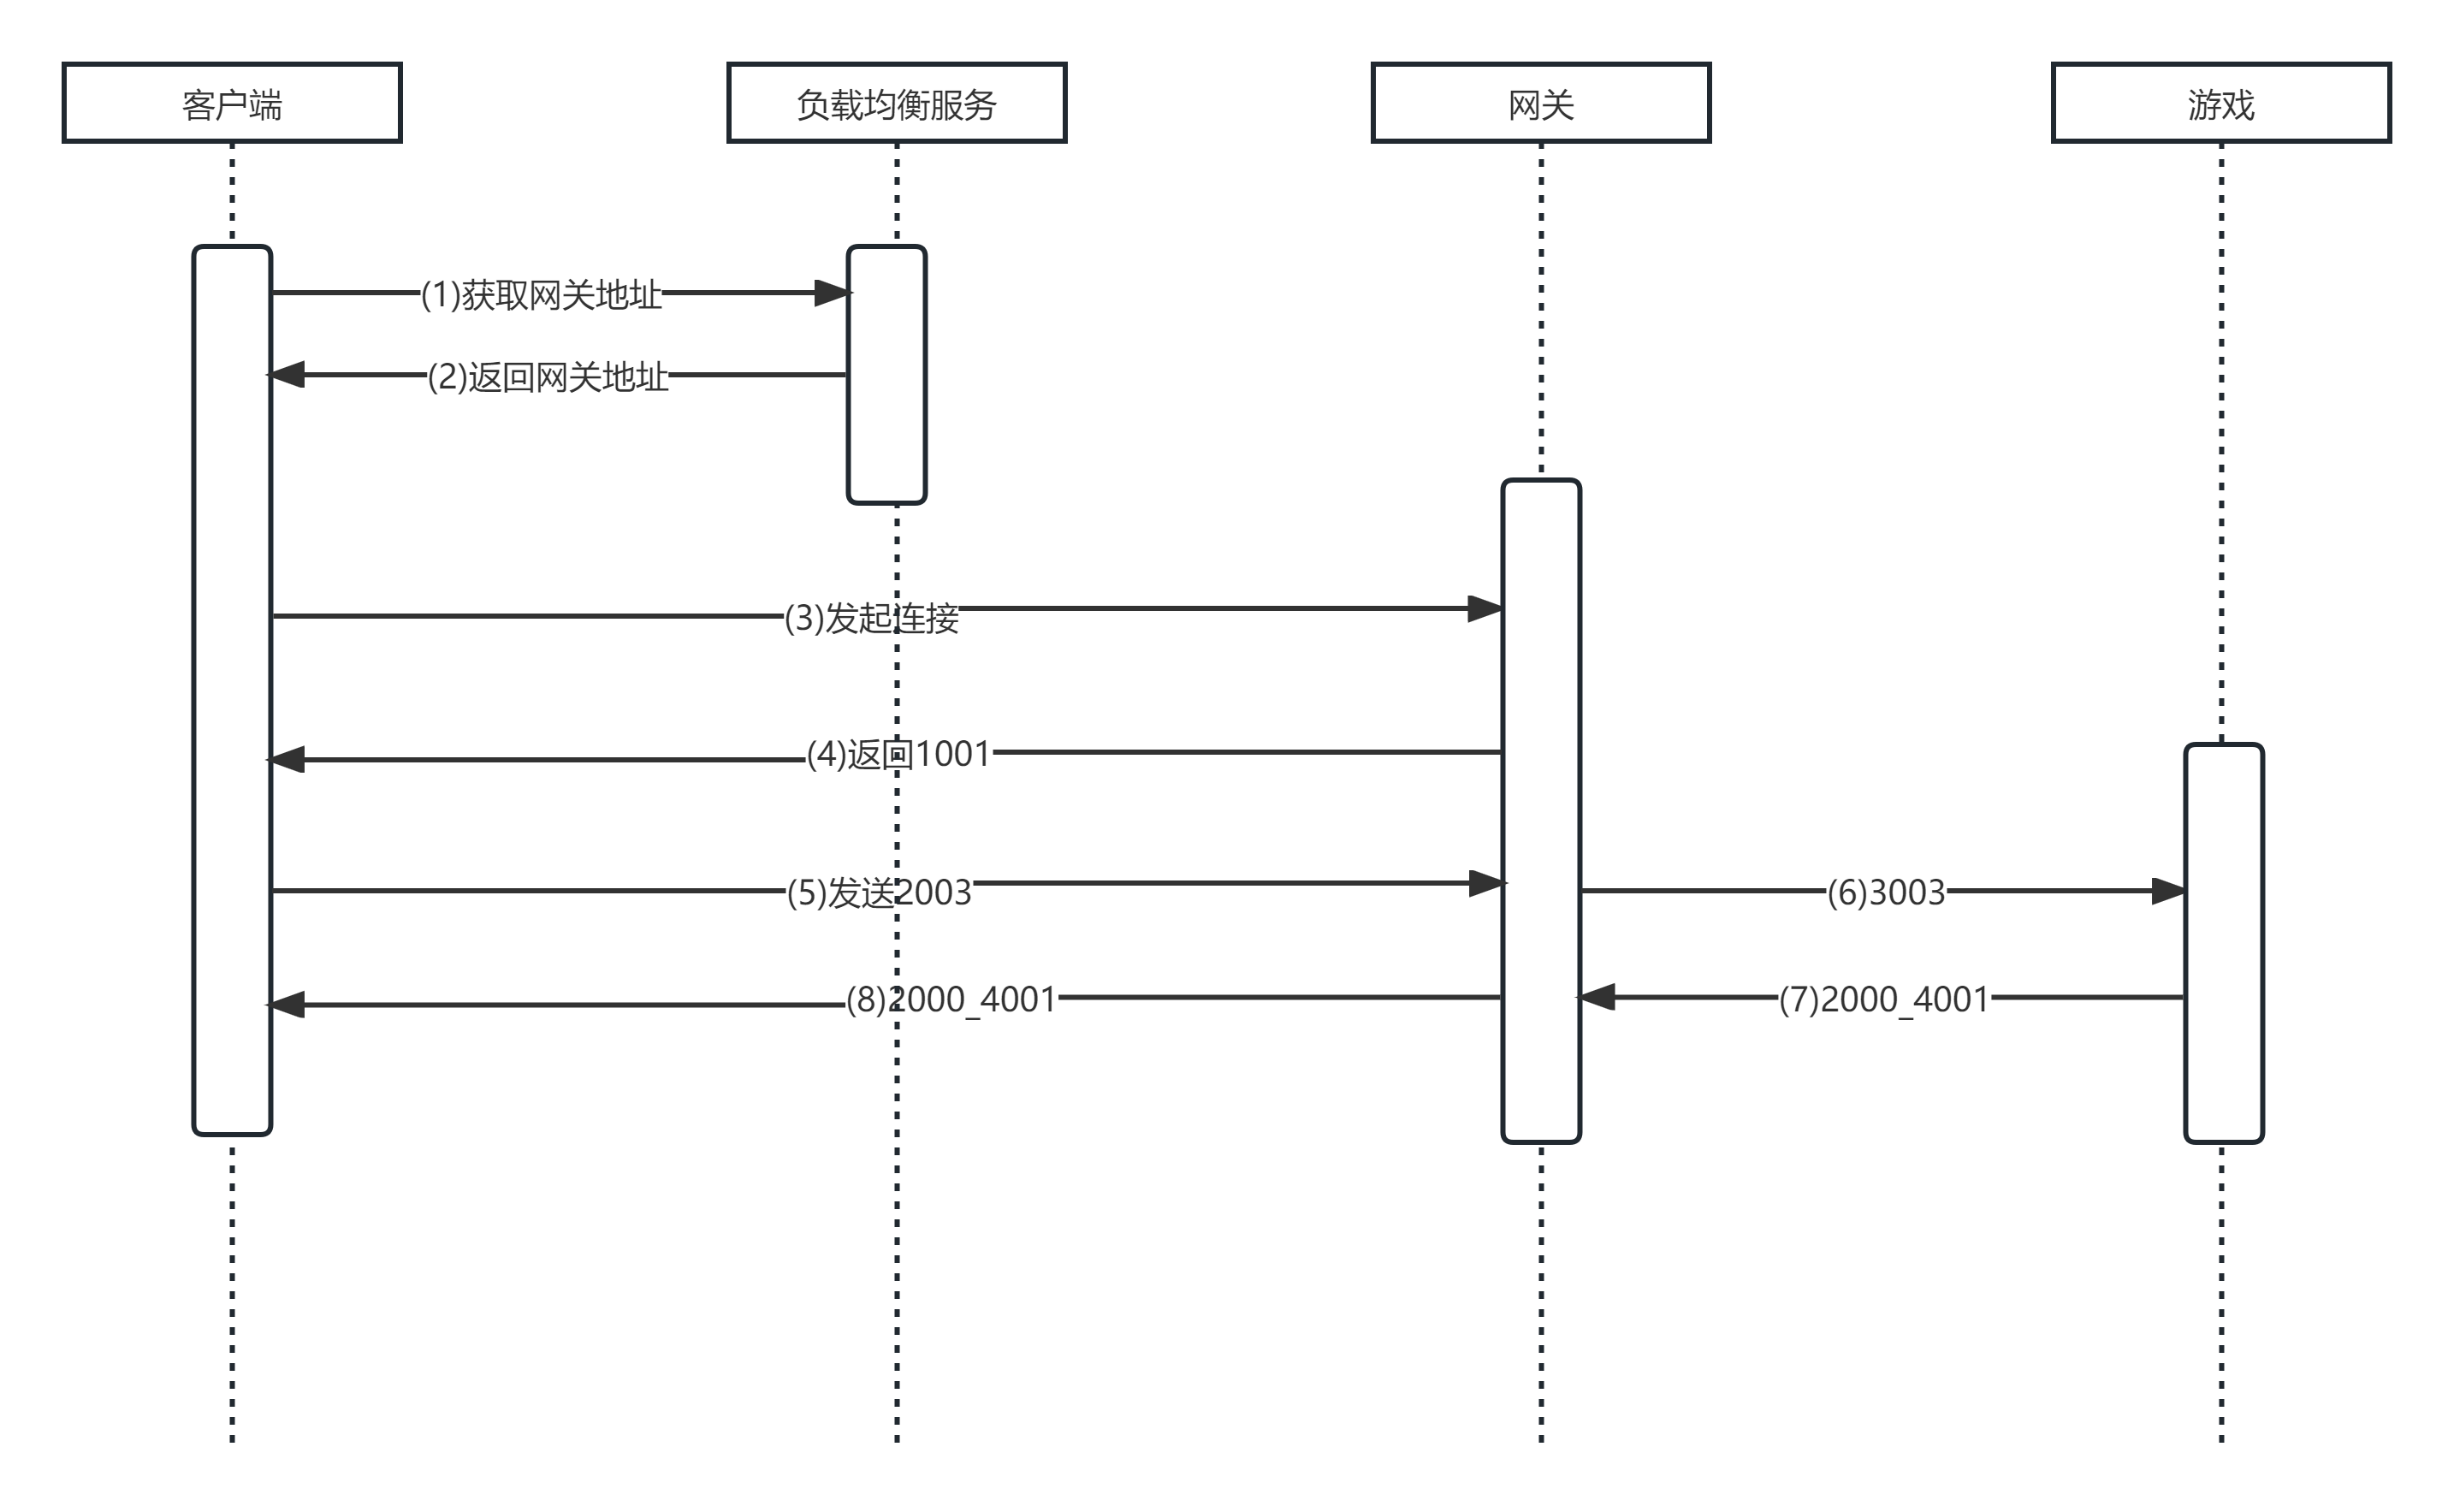 客户端
负载均衡服务
网关
游戏
(1)获取网关地址
(2)返回网关地址
(3)发起连接
(4)返回1001
(5)发送2003
(6)3003
(7)2000_4001
(8)2000_4001